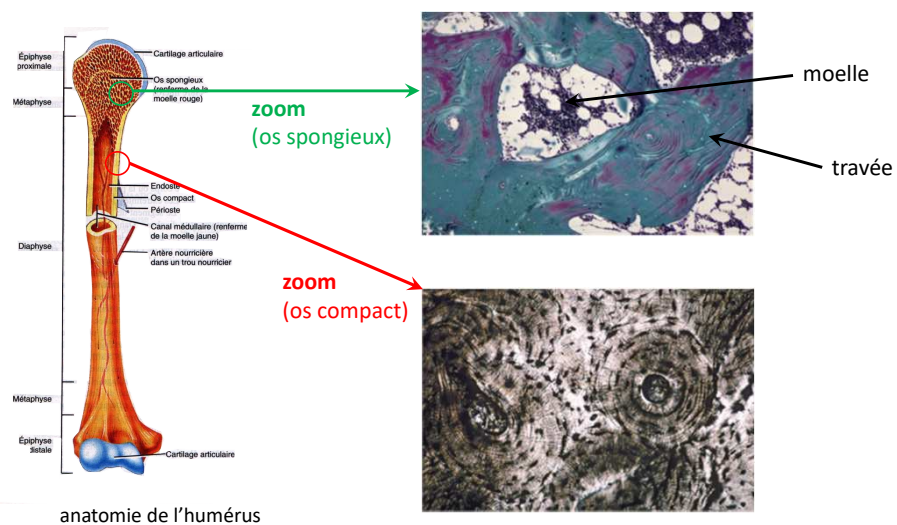 Épiphyse
proximale
Métaphyse
Diaphyse
Métaphyse
Épiphyse
distale
Cartilage articulaire
Os spongieux
(renferme de la
moelle rouge)
Endoste
Os compact
Périoste
Canal médullaire (renferme
de la moelle jaune)
Artère nourricière
dans un trou nourricier
Cartilage articulaire
anatomie de l'humérus
zoom
(os spongieux)
zoom
(os compact)
moelle
travée